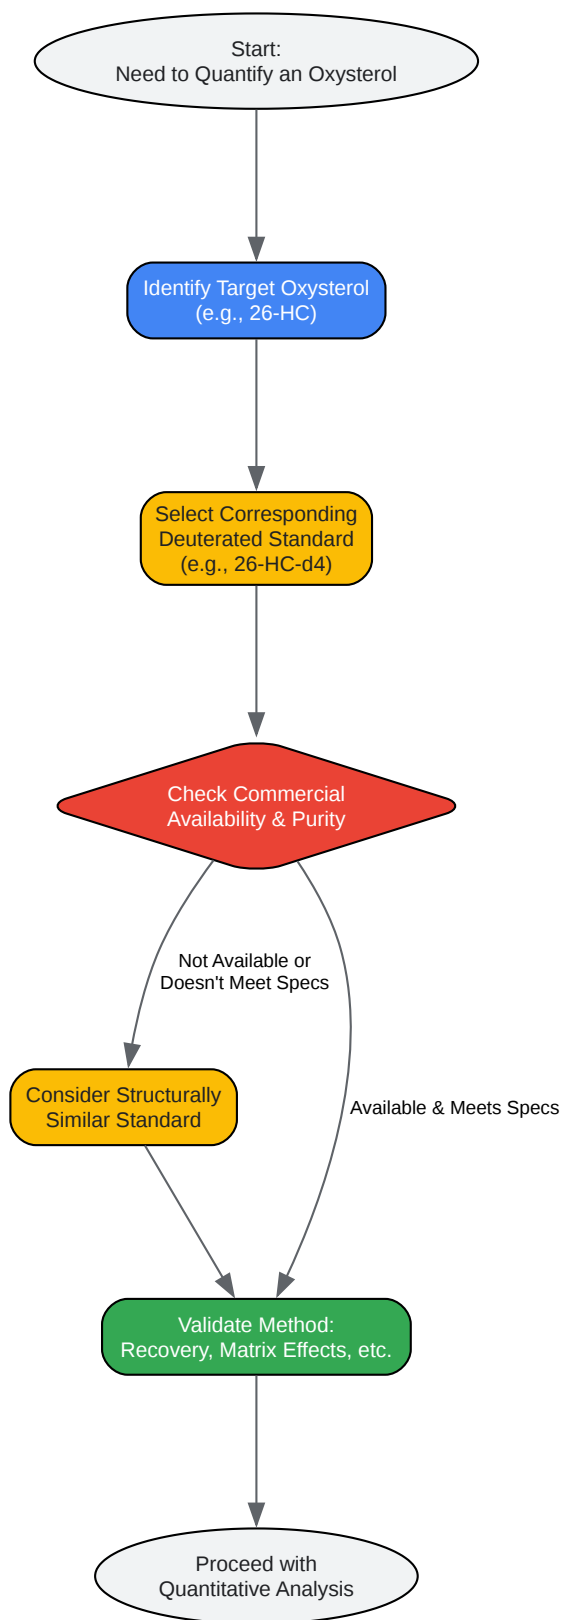 Start:
Need to Quantify an Oxysterol
Identify Target Oxysterol
(e.g., 26-HC)
Select Corresponding
Deuterated Standard
(e.g., 26-HC-d4)
Check Commercial
Availability & Purity
Not Available or
Doesn't Meet Specs
Consider Structurally
Similar Standard
Available & Meets Specs
Validate Method:
Recovery, Matrix Effects, etc.
Proceed with
Quantitative Analysis